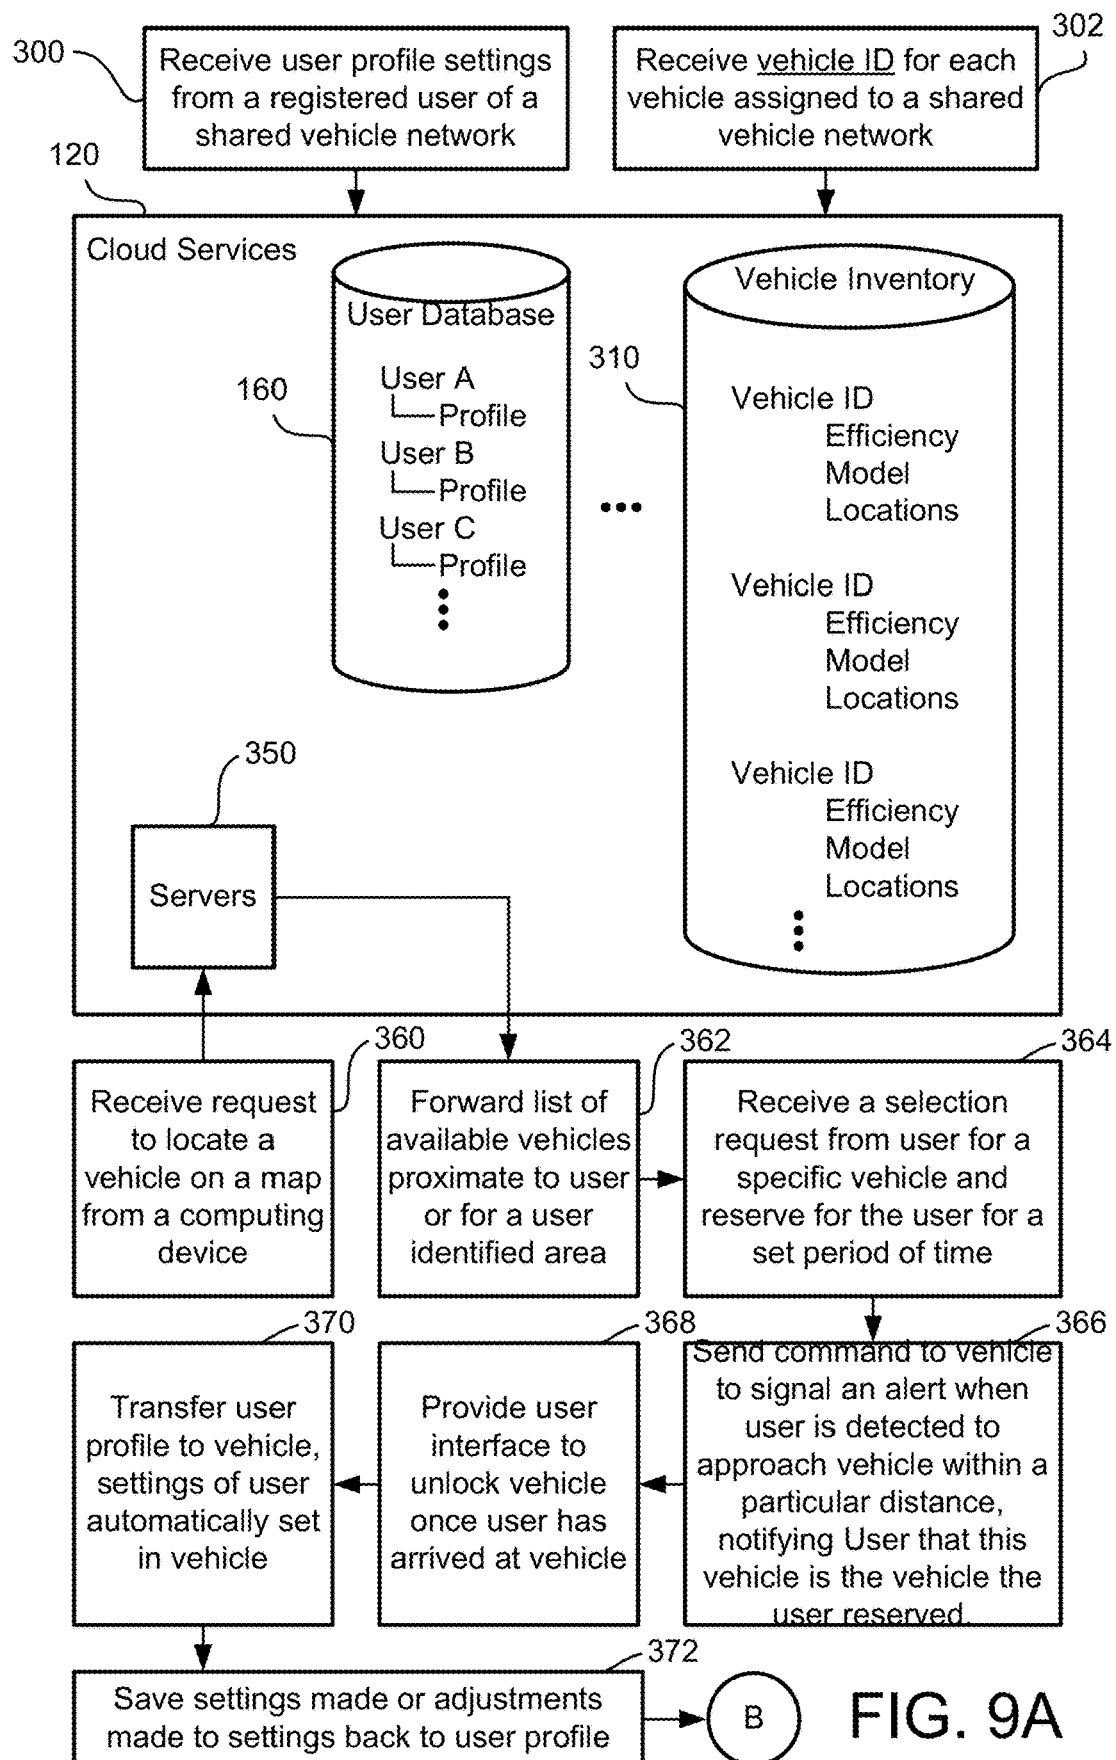 300
Receive user profile settings
from a registered user of a
shared vehicle network
302
Receive vehicle ID for each
vehicle assigned to a shared
vehicle network
120
Cloud Services
User Database
160
User A
Profile
User B
Profile
User C
Profile
Vehicle Inventory
310
Vehicle ID
Efficiency
Model
Locations
Vehicle ID
Efficiency
Model
Locations
Vehicle ID
Efficiency
Model
Locations
350
Servers
360
Receive request
to locate a
vehicle on a map
from a computing
device
362
Forward list of
available vehicles
proximate to user
or for a user
identified area
364
Receive a selection
request from user for a
specific vehicle and
reserve for the user for a
set period of time
366
Send command to vehicle
to signal an alert when
user is detected to
approach vehicle within a
particular distance,
notifying User that this
vehicle is the vehicle the
user reserved.
368
Provide user
interface to
unlock vehicle
once user has
arrived at vehicle
370
Transfer user
profile to vehicle,
settings of user
automatically set
in vehicle
372
Save settings made or adjustments
made to settings back to user profile
B
FIG. 9A